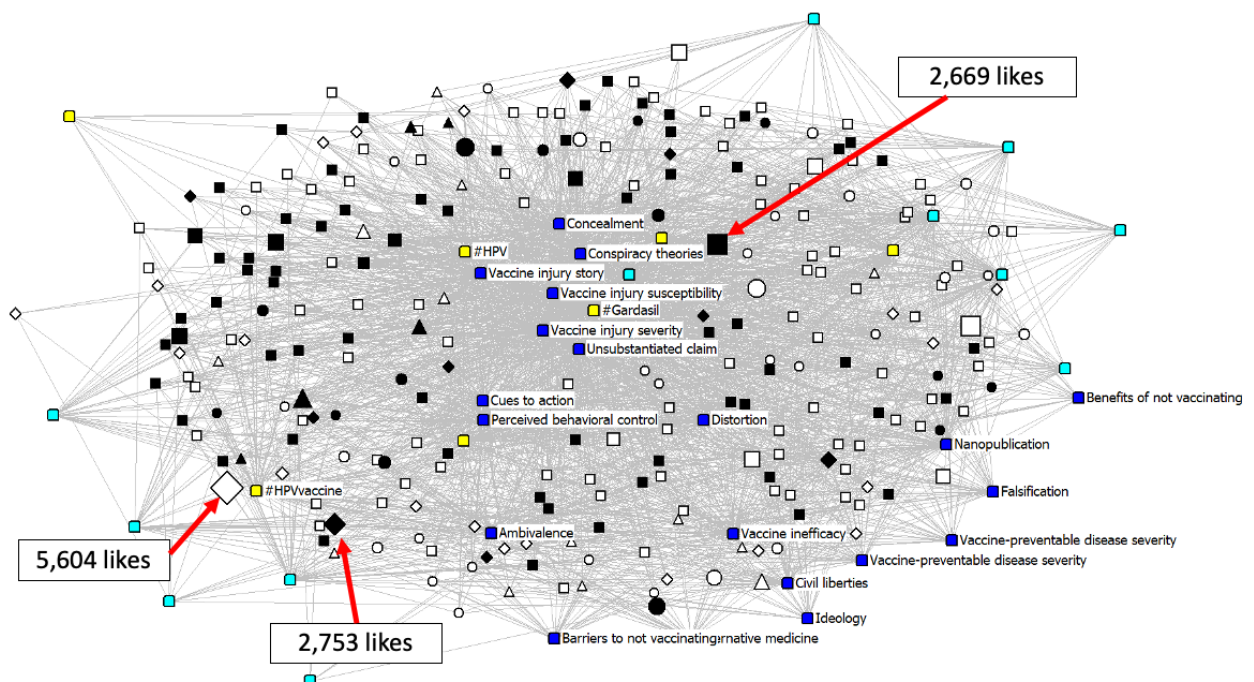 2,669 likes
Concealment
#HPV
Conspiracy theories
Vaccine injury story
Vaccine injury susceptibility
#Gardasil
Vaccine injury severity
Unsubstantiated claim
Cues to action
Benefits of not vaccinating
Perceived behavioral control
Distortion
Nanopublication
#HPVvaccine
Falsification
5,604 likes
Ambivalence
Vaccine inefficacy
Vaccine-preventable disease severity
Vaccine-preventable disease severity
Civil liberties
Ideology
2,753 likes
Barriers to not vaccinating
medicine